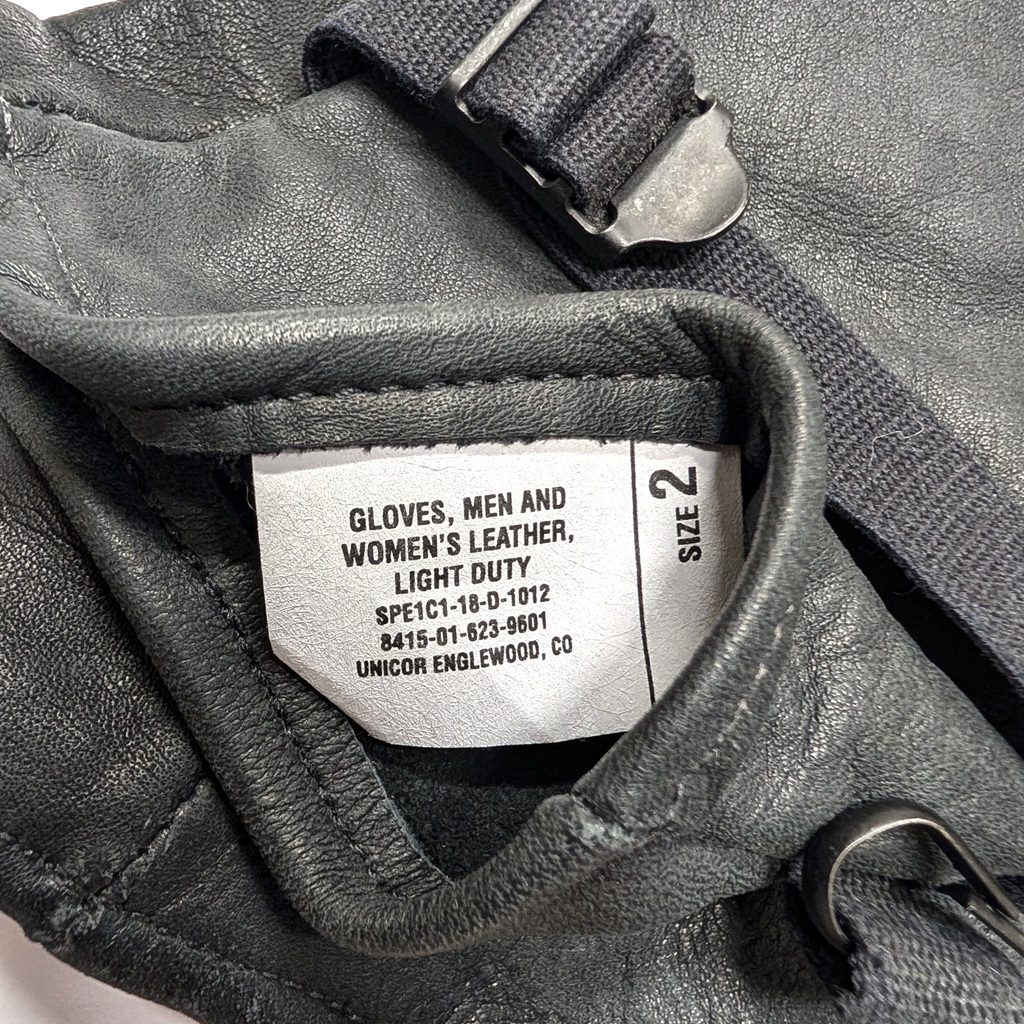 GLOVES, MEN AND
WOMEN'S LEATHER,
LIGHT DUTY
SPE1C1-18-D-1012
8415-01-623-9601
UNICOR ENGLEWOOD, CO
SIZE 2